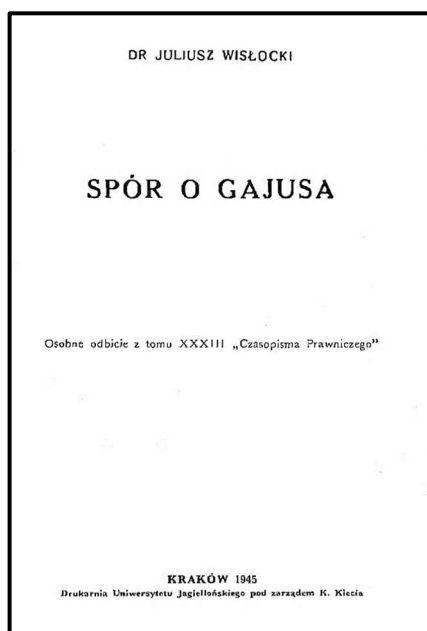 DR JULIUSZ WISŁOCKI
SPÓR O GAJUSA
Osobne odbicie z tomu XXXIII „Czasopisma Prawniczego”
KRAKÓW 1945
Drukarnia Uniwersytetu Jagiellońskiego pod zarządem K. Kiecia